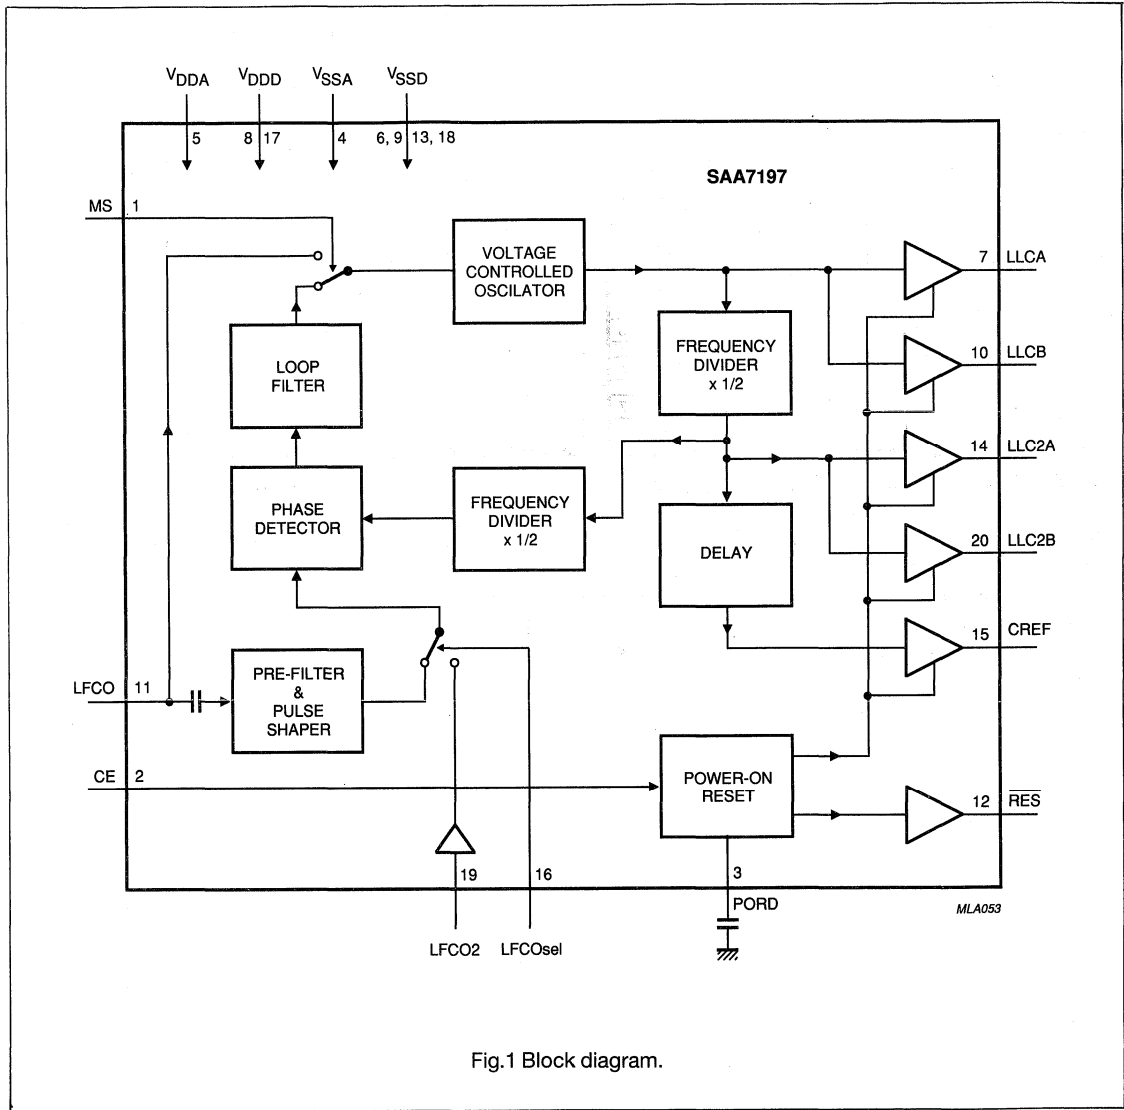 VDDA VDDD VSSA VSSD
5 8 17 4 6, 9 13, 18
SAA7197
MS 1
VOLTAGE
CONTROLLED
OSCILATOR
7 LLCA
LOOP
FILTER
FREQUENCY
DIVIDER
x 1/2
10 LLCB
14 LLC2A
PHASE
DETECTOR
FREQUENCY
DIVIDER
x 1/2
DELAY
20 LLC2B
15 CREF
LFCO 11
PRE-FILTER
&
PULSE
SHAPER
CE 2
POWER-ON
RESET
12 RES
19 16 3
PORD
MLA053
LFCO2 LFCOsel
Fig.1 Block diagram.